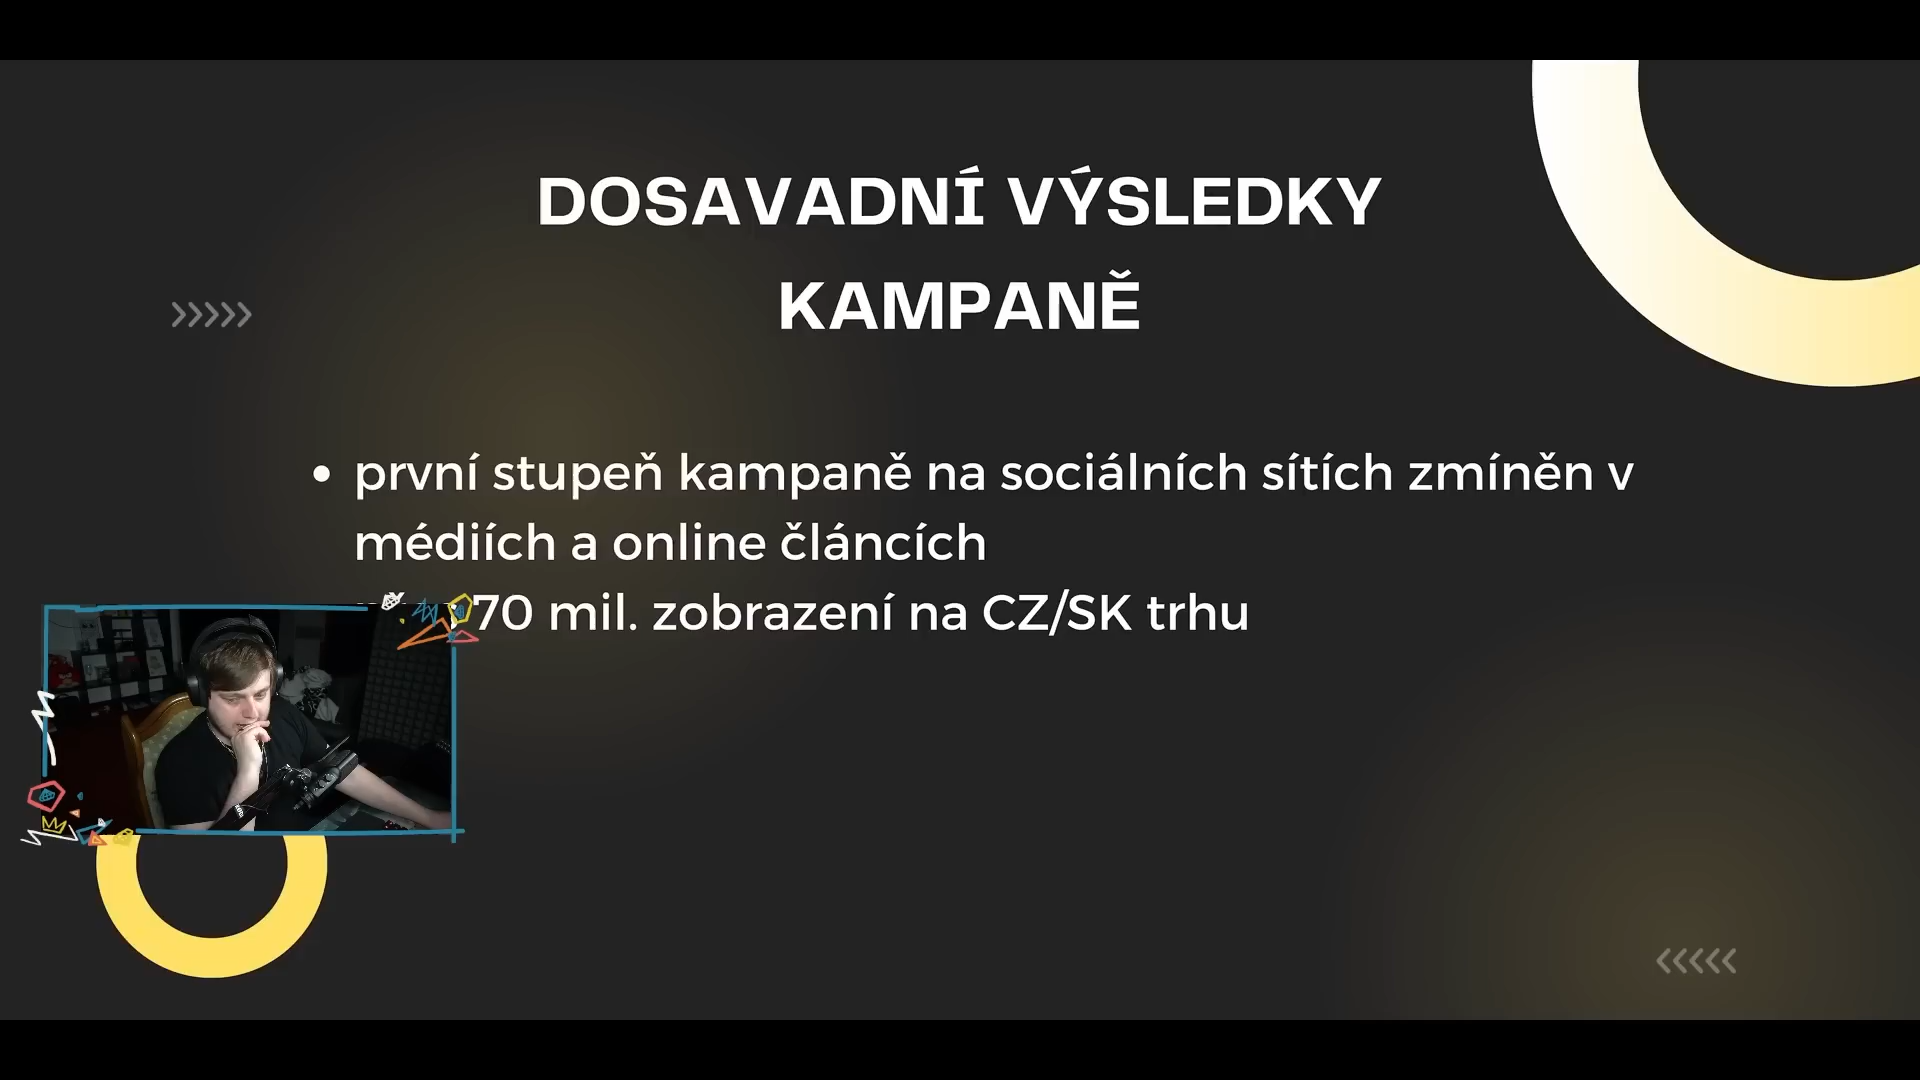 DOSAVADNÍ VÝSLEDKY
KAMPANĚ
první stupeň kampaně na sociálních sítích zmíněn v
médiích a online článcích
70 mil. zobrazení na CZ/SK trhu